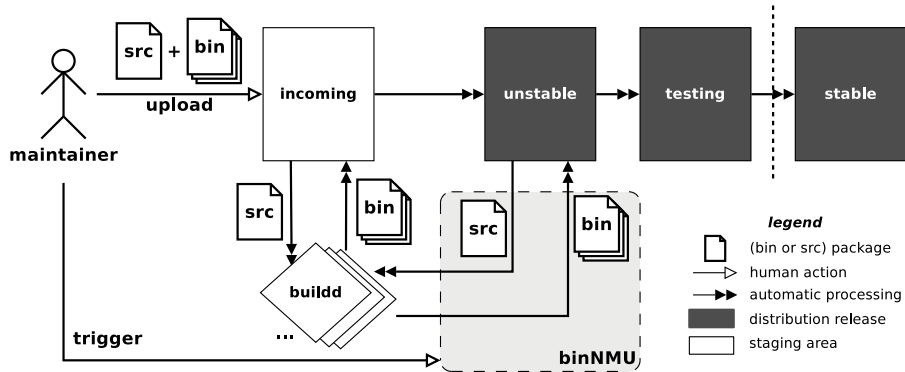 src + bin
upload
maintainer
incoming
unstable
testing
stable
src
bin
src
bin
buildd
...
trigger
binNMU
legend
(bin or src) package
human action
automatic processing
distribution release
staging area